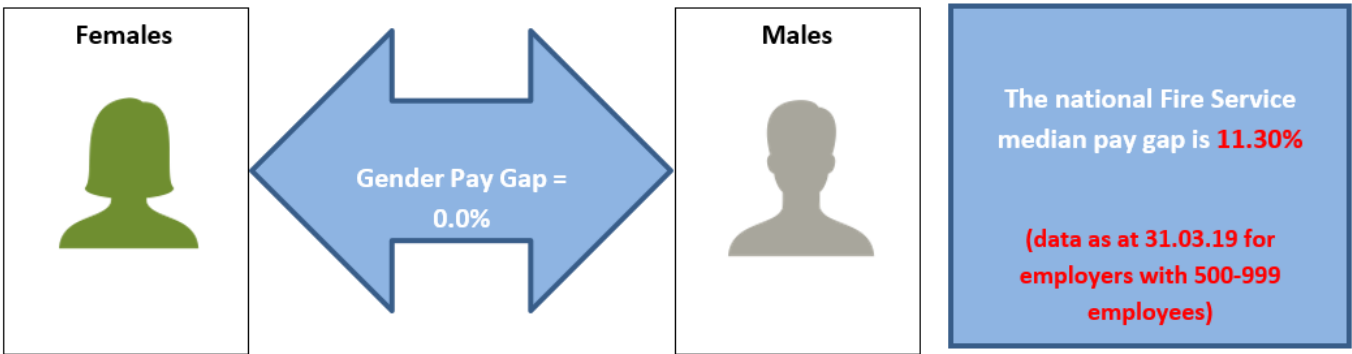 Females
Gender Pay Gap =
0.0%
Males
The national Fire Service
median pay gap is 11.30%
(data as at 31.03.19 for
employers with 500-999
employees)